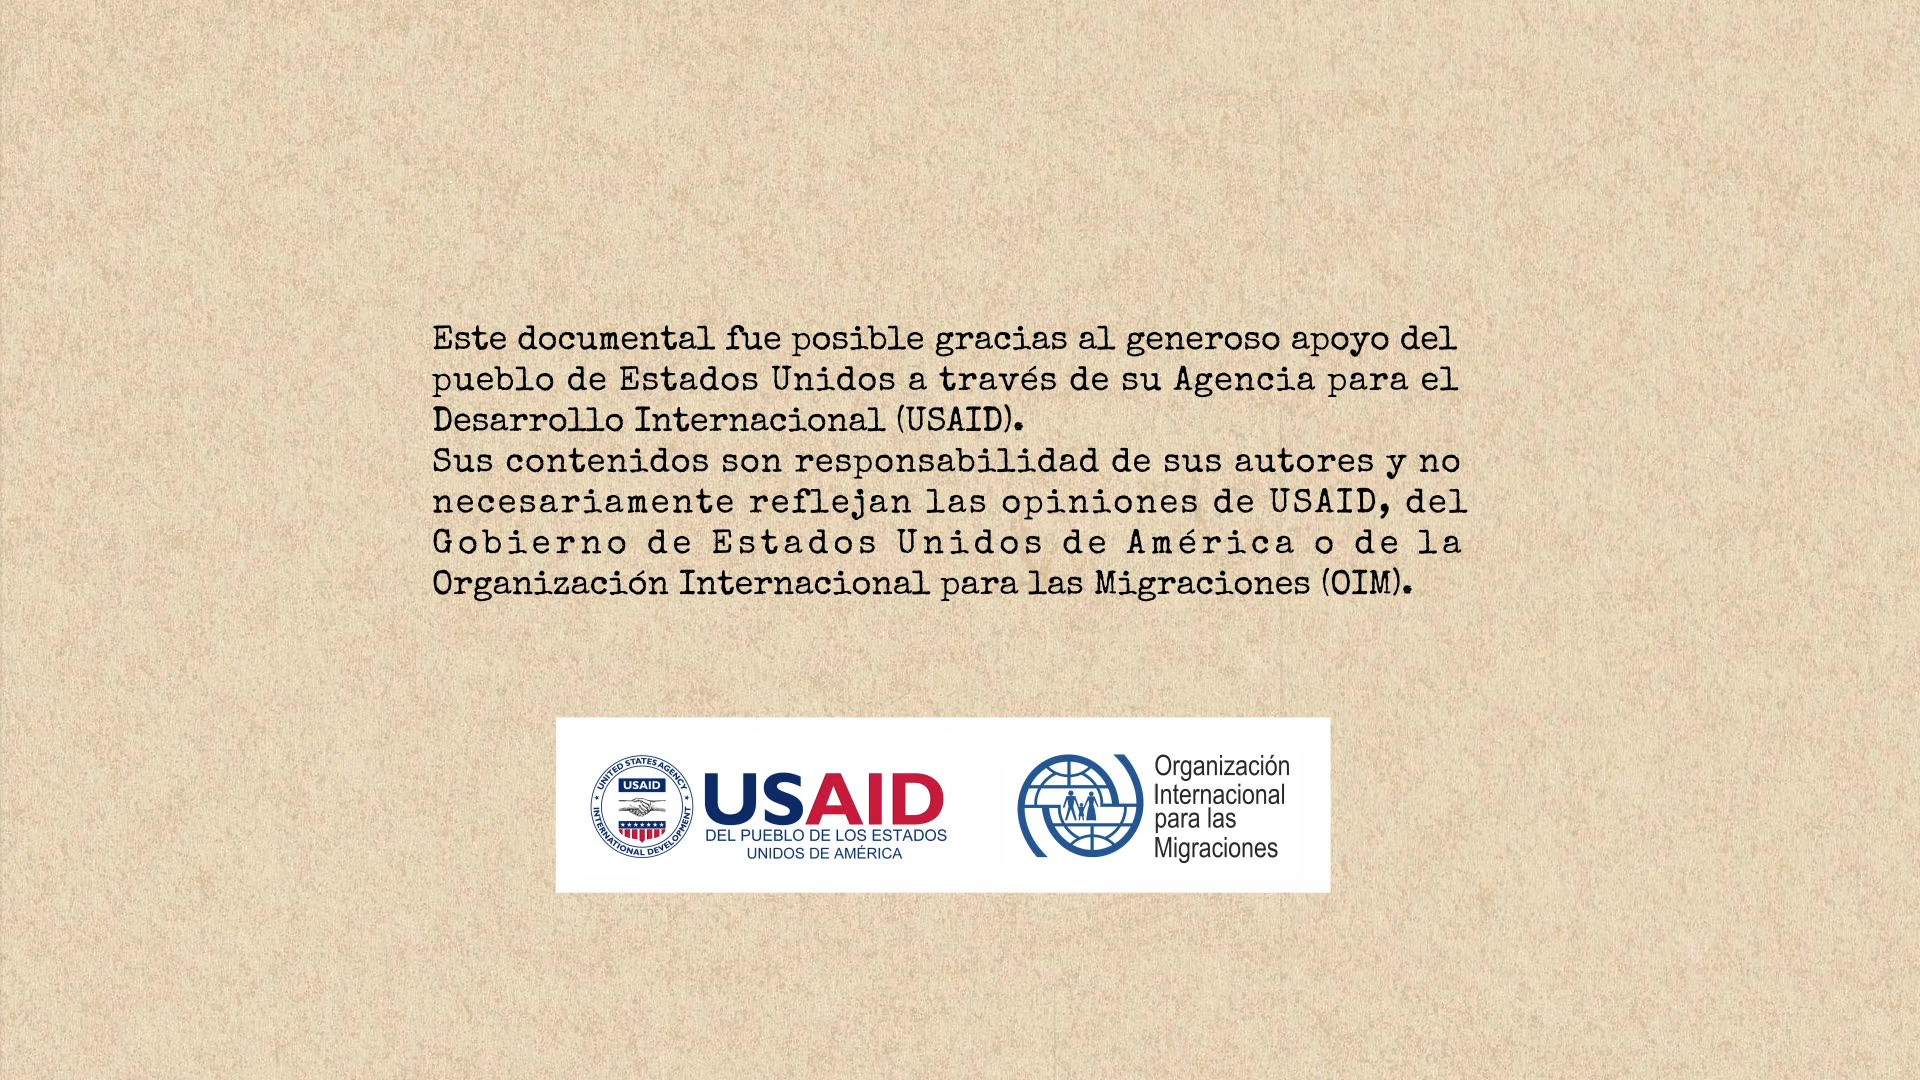 Este documental fue posible gracias al generoso apoyo del
pueblo de Estados Unidos a través de su Agencia para el
Desarrollo Internacional (USAID).
Sus contenidos son responsabilidad de sus autores y no
necesariamente reflejan las opiniones de USAID, del
Gobierno de Estados Unidos de América o de la
Organización Internacional para las Migraciones (OIM).
UNITED STATES AGENCY
USAID
INTERNATIONAL DEVELOPMENT
USAID
DEL PUEBLO DE LOS ESTADOS
UNIDOS DE AMÉRICA
Organización
Internacional
para las
Migraciones